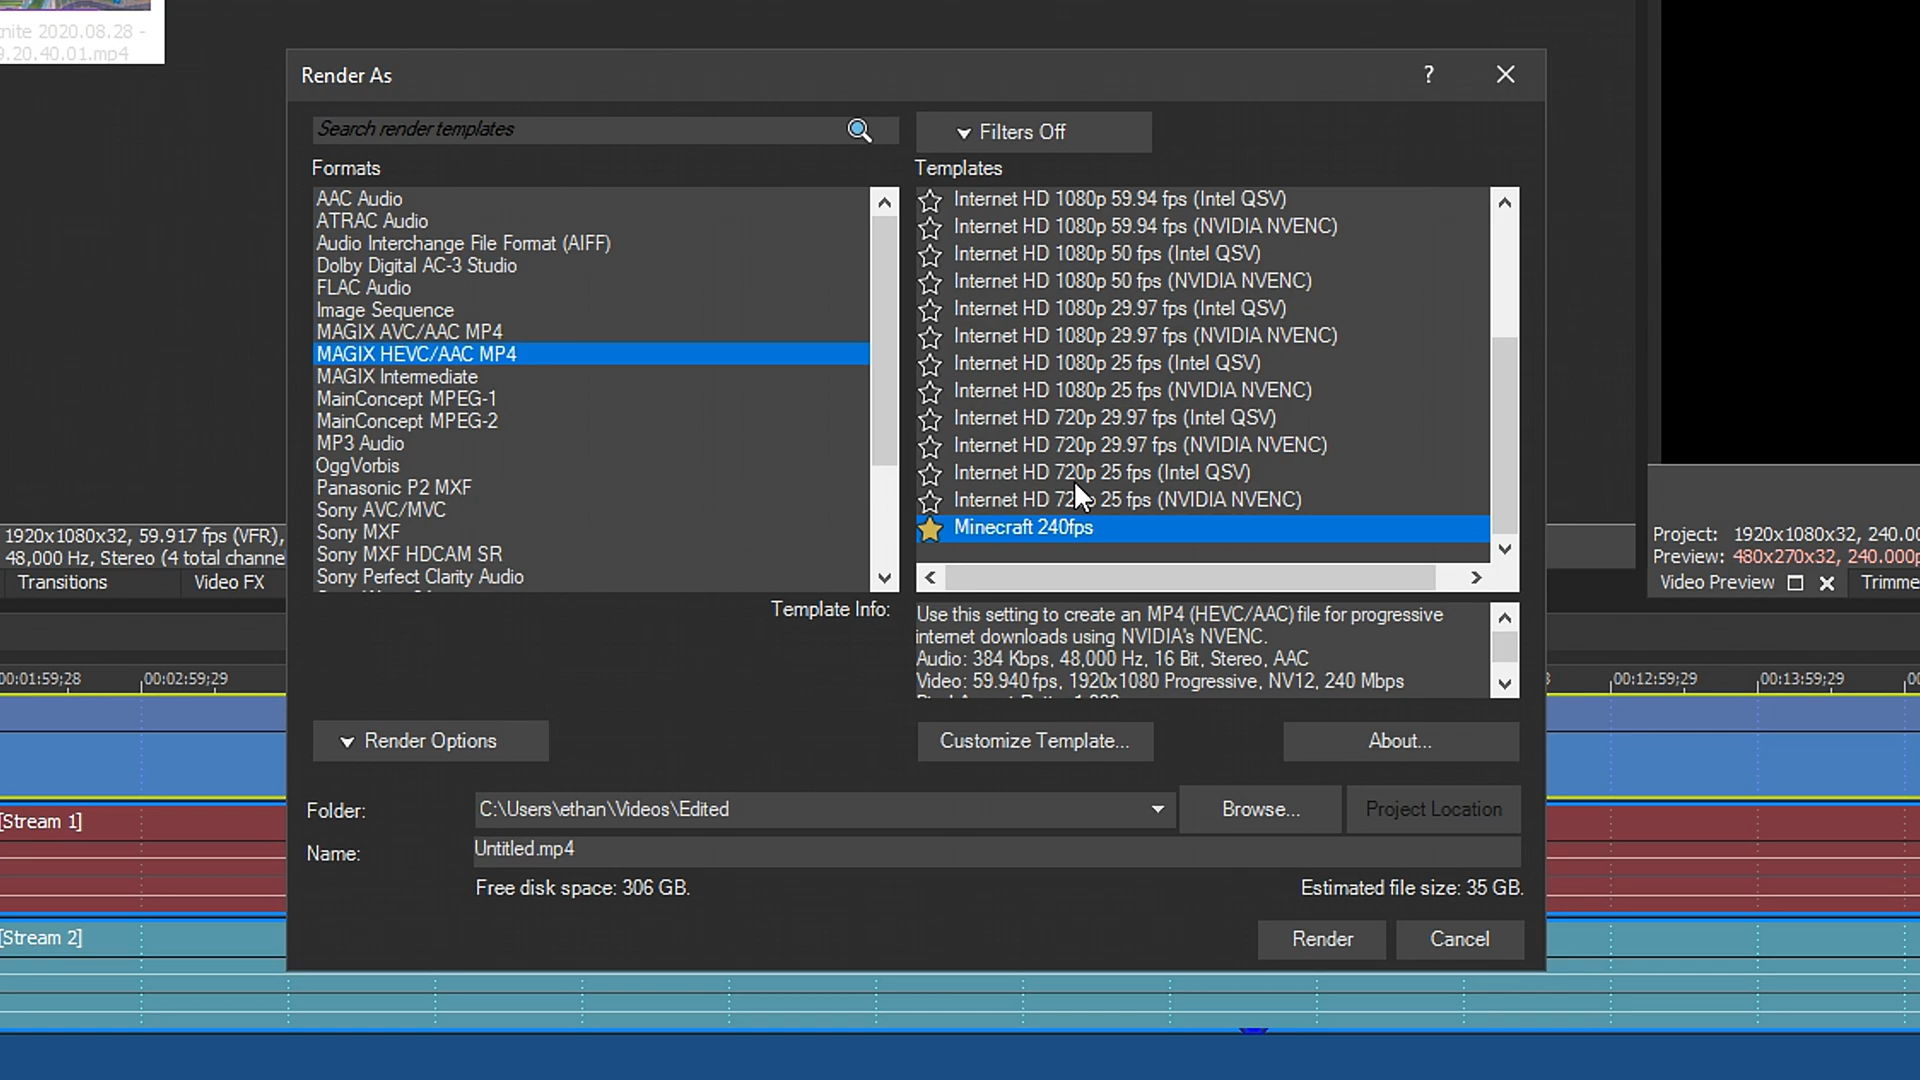 nite 2020.08.28 -
9.20.40.01.mp4
Render As
?
Search render templates
Filters Off
Formats
Templates
AAC Audio
ATRAC Audio
Audio Interchange File Format (AIFF)
Dolby Digital AC-3 Studio
FLAC Audio
Image Sequence
MAGIX AVC/AAC MP4
MAGIX HEVC/AAC MP4
MAGIX Intermediate
MainConcept MPEG-1
MainConcept MPEG-2
MP3 Audio
OggVorbis
Panasonic P2 MXF
Sony AVC/MVC
Sony MXF
Sony MXF HDCAM SR
Sony Perfect Clarity Audio
Internet HD 1080p 59.94 fps (Intel QSV)
Internet HD 1080p 59.94 fps (NVIDIA NVENC)
Internet HD 1080p 50 fps (Intel QSV)
Internet HD 1080p 50 fps (NVIDIA NVENC)
Internet HD 1080p 29.97 fps (Intel QSV)
Internet HD 1080p 29.97 fps (NVIDIA NVENC)
Internet HD 1080p 25 fps (Intel QSV)
Internet HD 1080p 25 fps (NVIDIA NVENC)
Internet HD 720p 29.97 fps (Intel QSV)
Internet HD 720p 29.97 fps (NVIDIA NVENC)
Internet HD 720p 25 fps (Intel QSV)
Internet HD 720p 25 fps (NVIDIA NVENC)
Minecraft 240fps
Template Info:
Use this setting to create an MP4 (HEVC/AAC) file for progressive
internet downloads using NVIDIA's NVENC.
Audio: 384 Kbps, 48,000 Hz, 16 Bit, Stereo, AAC
Video: 59.940 fps, 1920x1080 Progressive, NV12, 240 Mbps
Render Options
Customize Template...
About...
Folder:
C:\Users\ethan\Videos\Edited
Browse...
Project Location
Name:
Untitled.mp4
Free disk space: 306 GB.
Estimated file size: 35 GB.
Render
Cancel
1920x1080x32, 59.917 fps (VFR),
48,000 Hz, Stereo (4 total channe
Transitions
Video FX
Project: 1920x1080x32, 240.00
Preview: 480x270x32, 240.000p
Video Preview
Trimme
00:01:59;28
00:02:59;29
00:12:59;29
00:13:59;29
[Stream 1]
[Stream 2]